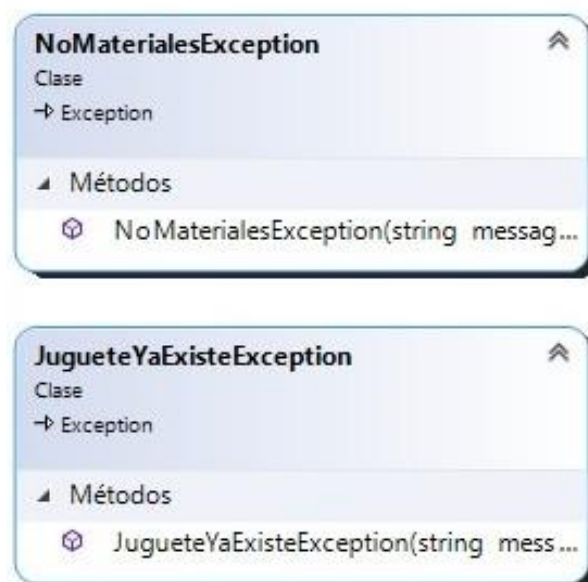 NoMaterialesException
Clase
Exception
Métodos
NoMaterialesException(string messag...
JugueteYaExisteException
Clase
Exception
Métodos
JugueteYaExisteException(string mess...